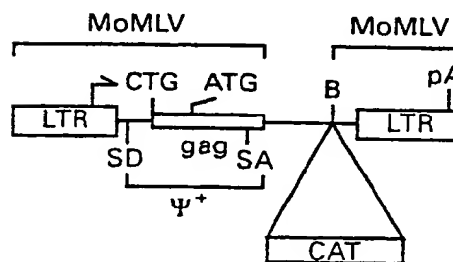 MoMLV MoMLV
CTG ATG B pA
LTR gag LTR
SD SA
Ψ+
CAT